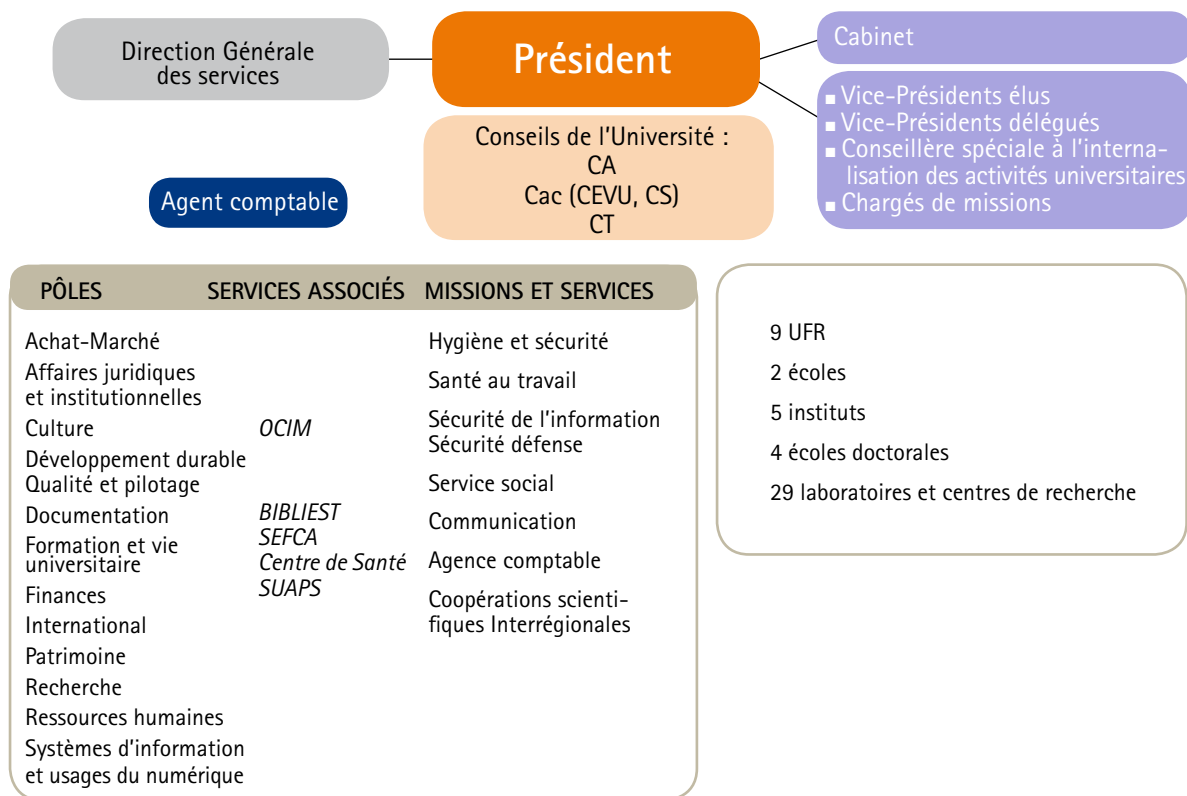 Direction Générale
des services
Président
Cabinet
■ Vice-Présidents élus
■ Vice-Présidents délégués
■ Conseillère spéciale à l'interna-
lisation des activités universitaires
■ Chargés de missions
Conseils de l'Université :
CA
Cac (CEVU, CS)
CT
Agent comptable
PÔLES SERVICES ASSOCIÉS MISSIONS ET SERVICES
Achat-Marché
Affaires juridiques
et institutionnelles
Culture
Développement durable
Qualité et pilotage
Documentation
Formation et vie
universitaire
Finances
International
Patrimoine
Recherche
Ressources humaines
Systèmes d'information
et usages du numérique
OCIM
BIBLIEST
SEFCA
Centre de Santé
SUAPS
Hygiène et sécurité
Santé au travail
Sécurité de l'information
Sécurité défense
Service social
Communication
Agence comptable
Coopérations scienti-
fiques Interrégionales
9 UFR
2 écoles
5 instituts
4 écoles doctorales
29 laboratoires et centres de recherche